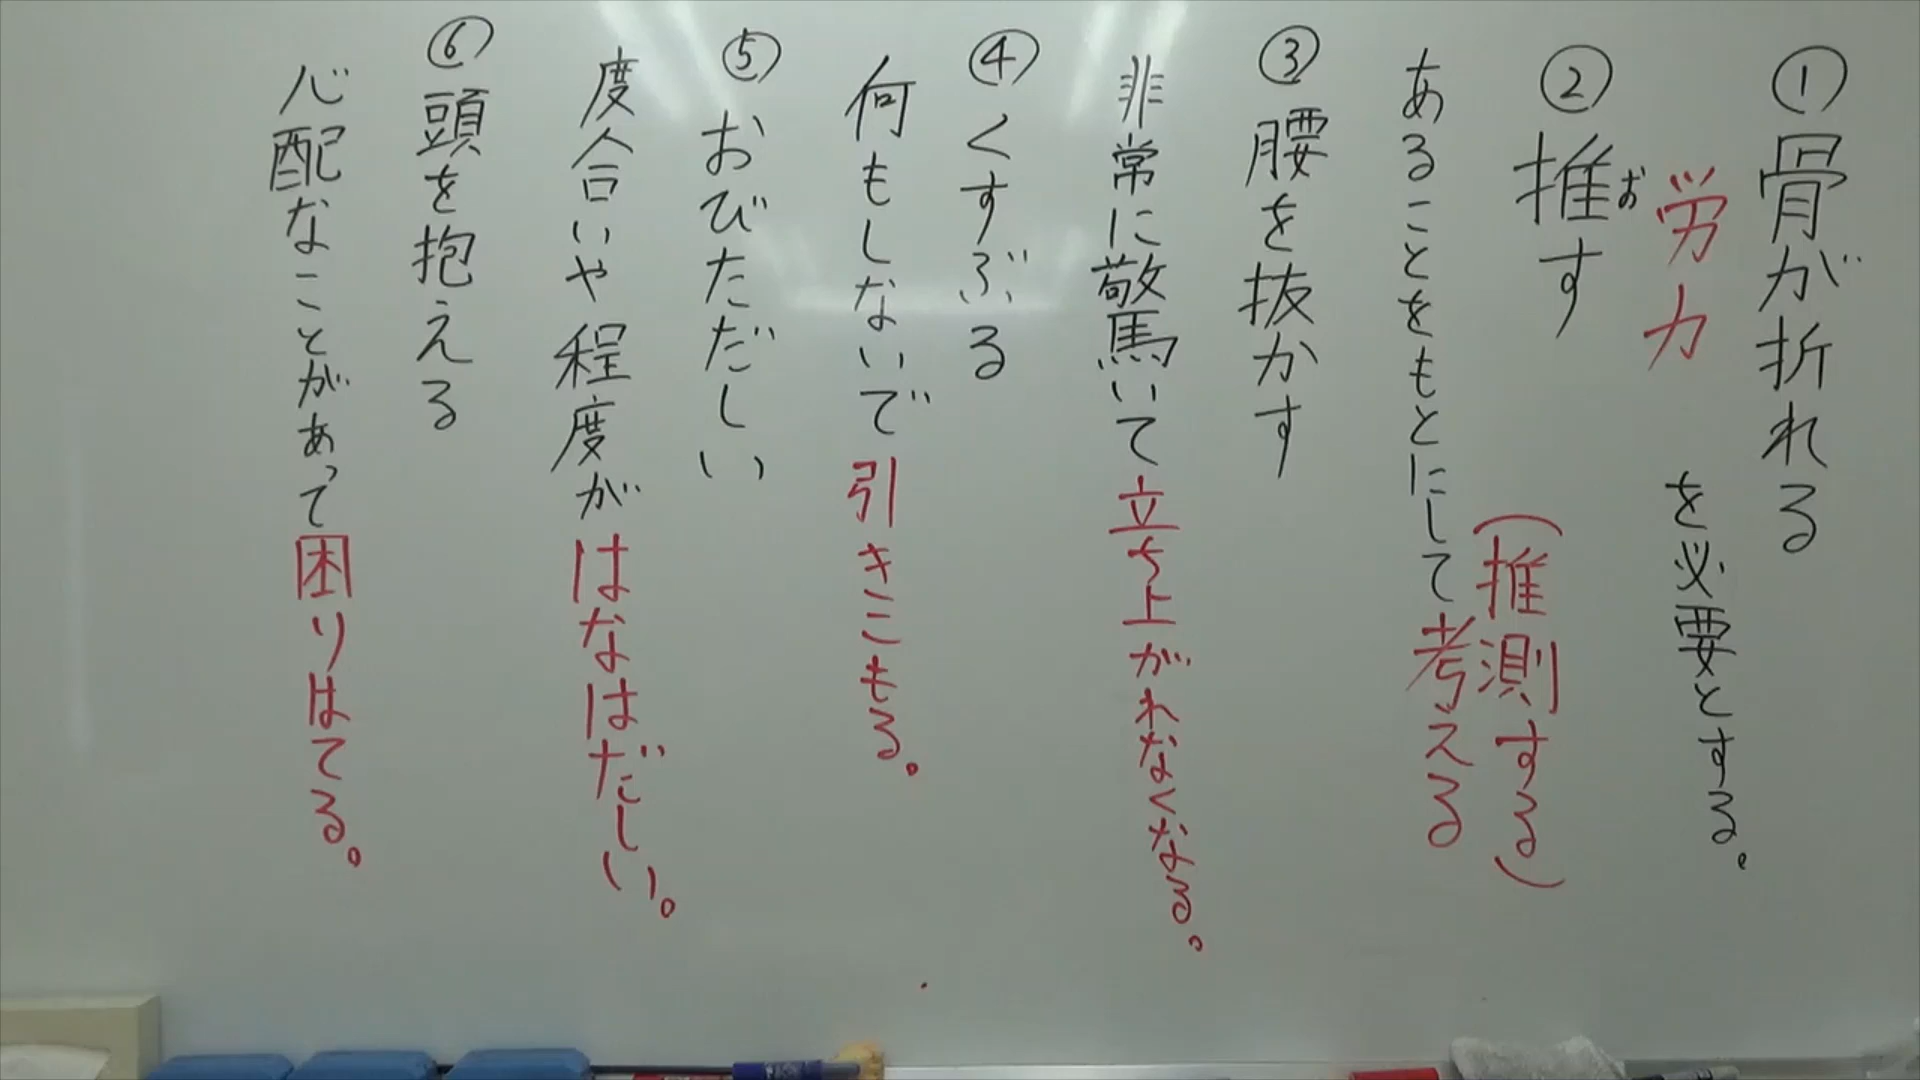 ①骨が折れる
労力を必要とする。
②推す
お
(推測する)
あることをもとにして考える
③腰を抜かす
非常に驚いて立ち上がれなくなる。
④くすぶる
何もしないで引きこもる。
⑤おびただしい
度合いや程度がはなはだしい。
⑥頭を抱える
心配なことがあって困りはてる。